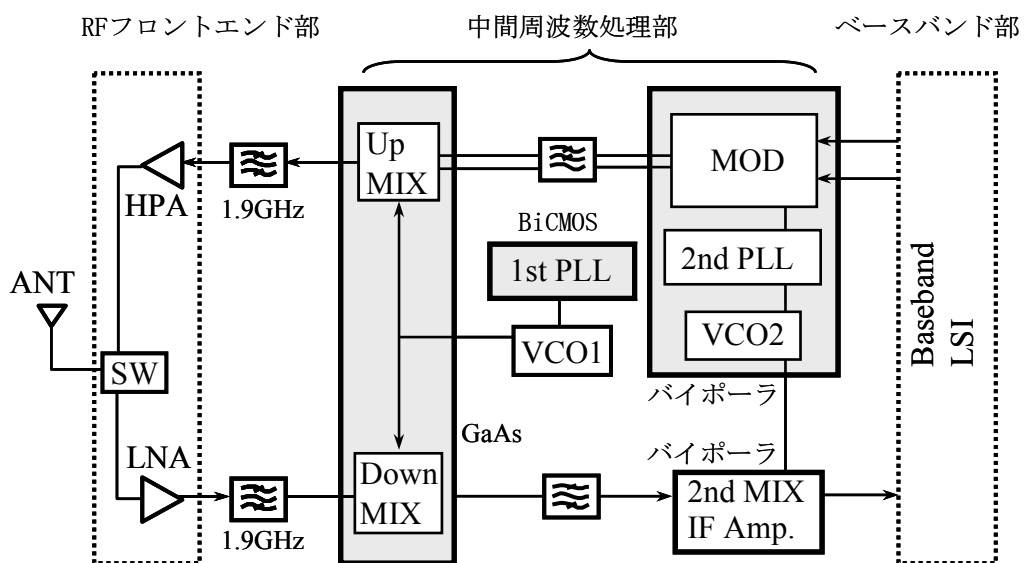 RFフロントエンド部
中間周波数処理部
ベースバンド部
Up
MIX
MOD
HPA
1.9GHz
BiCMOS
1st PLL
2nd PLL
ANT
VCO1
VCO2
SW
Baseband
LSI
バイポーラ
GaAs
バイポーラ
LNA
Down
MIX
2nd MIX
IF Amp.
1.9GHz